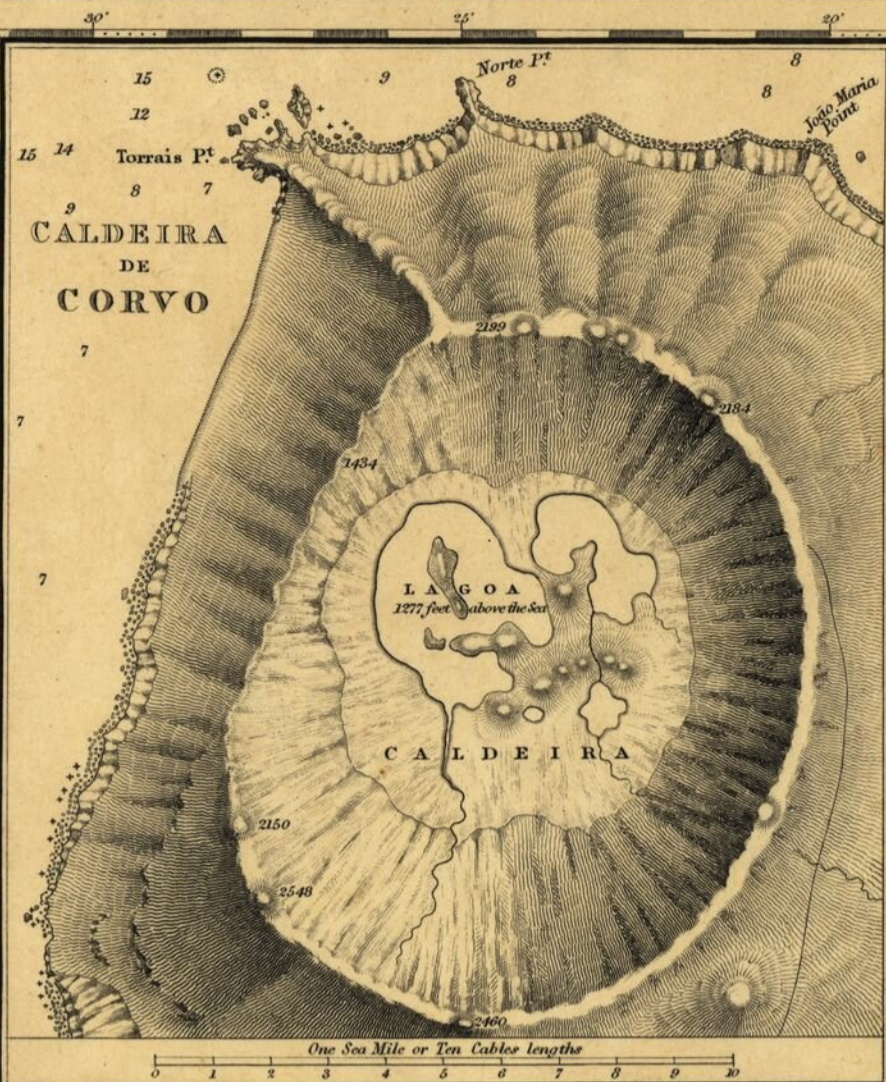 30' 25' 20'
Norte Pt.
João Maria
Point
15 9 8 8 8
12
15 14 Torrais Pt.
8 7
9
CALDEIRA
DE
CORVO
7
7
7
2199
2184
1434
LAGOA
1277 feet above the Sea
CALDEIRA
2150
2548
2460
One Sea Mile or Ten Cables lengths
0 1 2 3 4 5 6 7 8 9 10